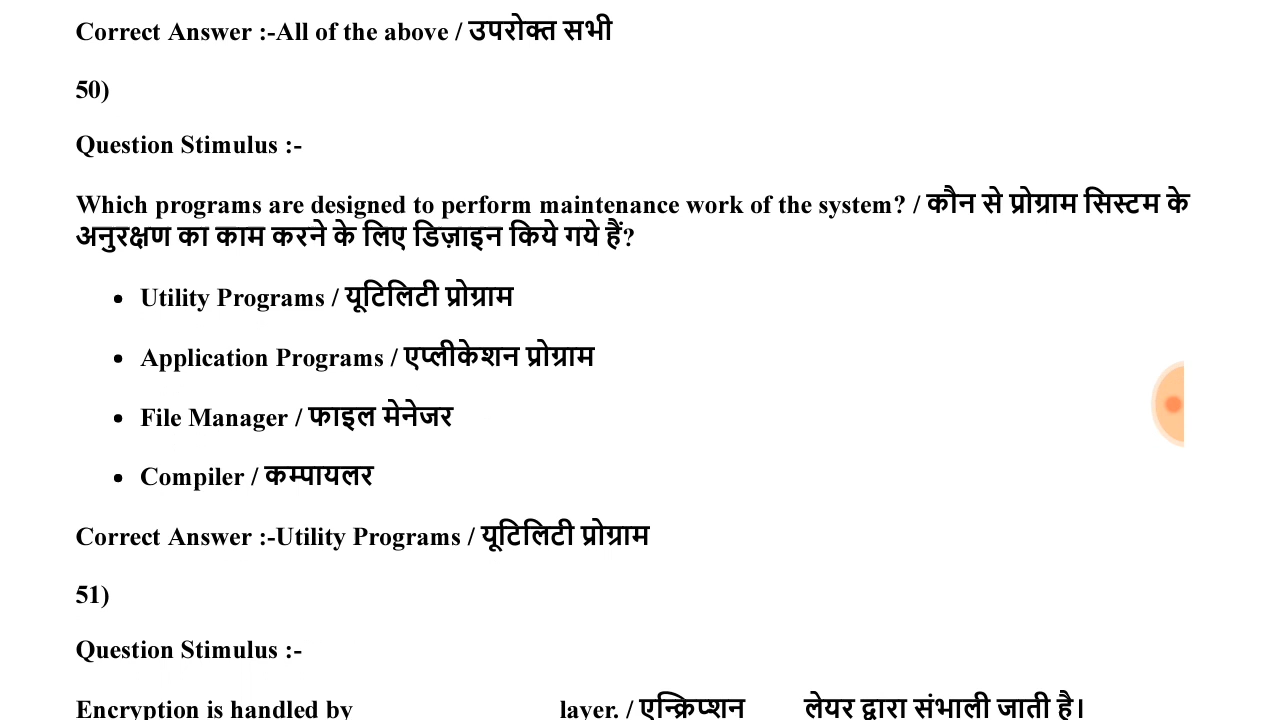 Correct Answer :-All of the above / उपरोक्त सभी
50)
Question Stimulus :-
Which programs are designed to perform maintenance work of the system? / कौन से प्रोग्राम सिस्टम के
अनुरक्षण का काम करने के लिए डिज़ाइन किये गये हैं?
• Utility Programs / यूटिलिटी प्रोग्राम
• Application Programs / एप्लीकेशन प्रोग्राम
• File Manager / फाइल मेनेजर
• Compiler / कम्पायलर
Correct Answer :-Utility Programs / यूटिलिटी प्रोग्राम
51)
Question Stimulus :-
Encryption is handled by layer. / एन्क्रिप्शन लेयर द्वारा संभाली जाती है।